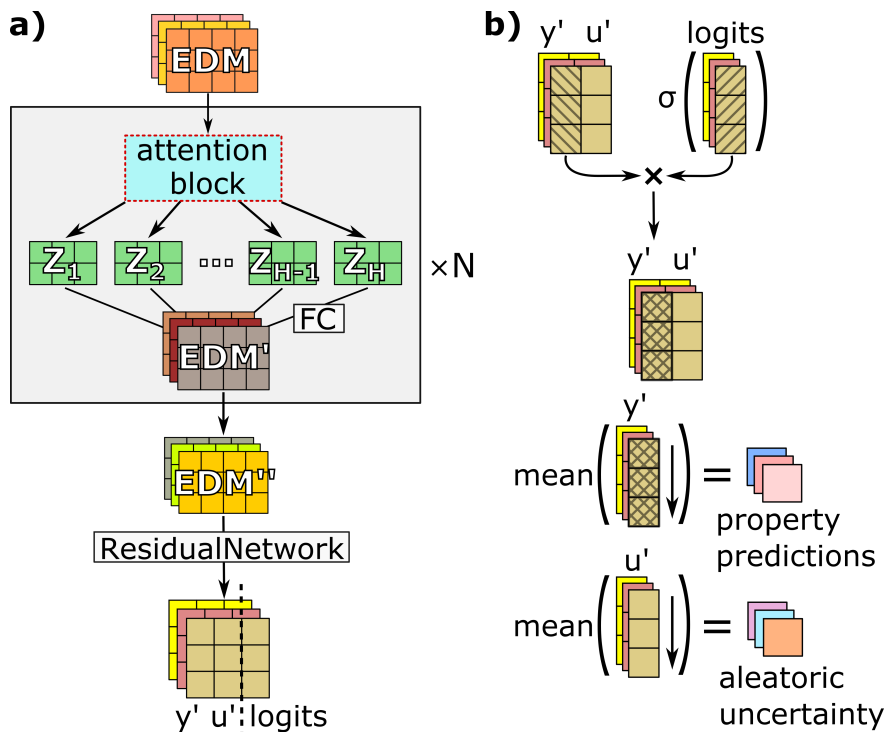 a)
EDM
attention
block
Z1 Z2 ... ZH-1 ZH
×N
FC
EDM'
EDM''
ResidualNetwork
y' u' logits
b)
y' u' logits
σ ( )
×
y' u'
y'
mean ( ) =
property
predictions
u'
mean ( ) =
aleatoric
uncertainty